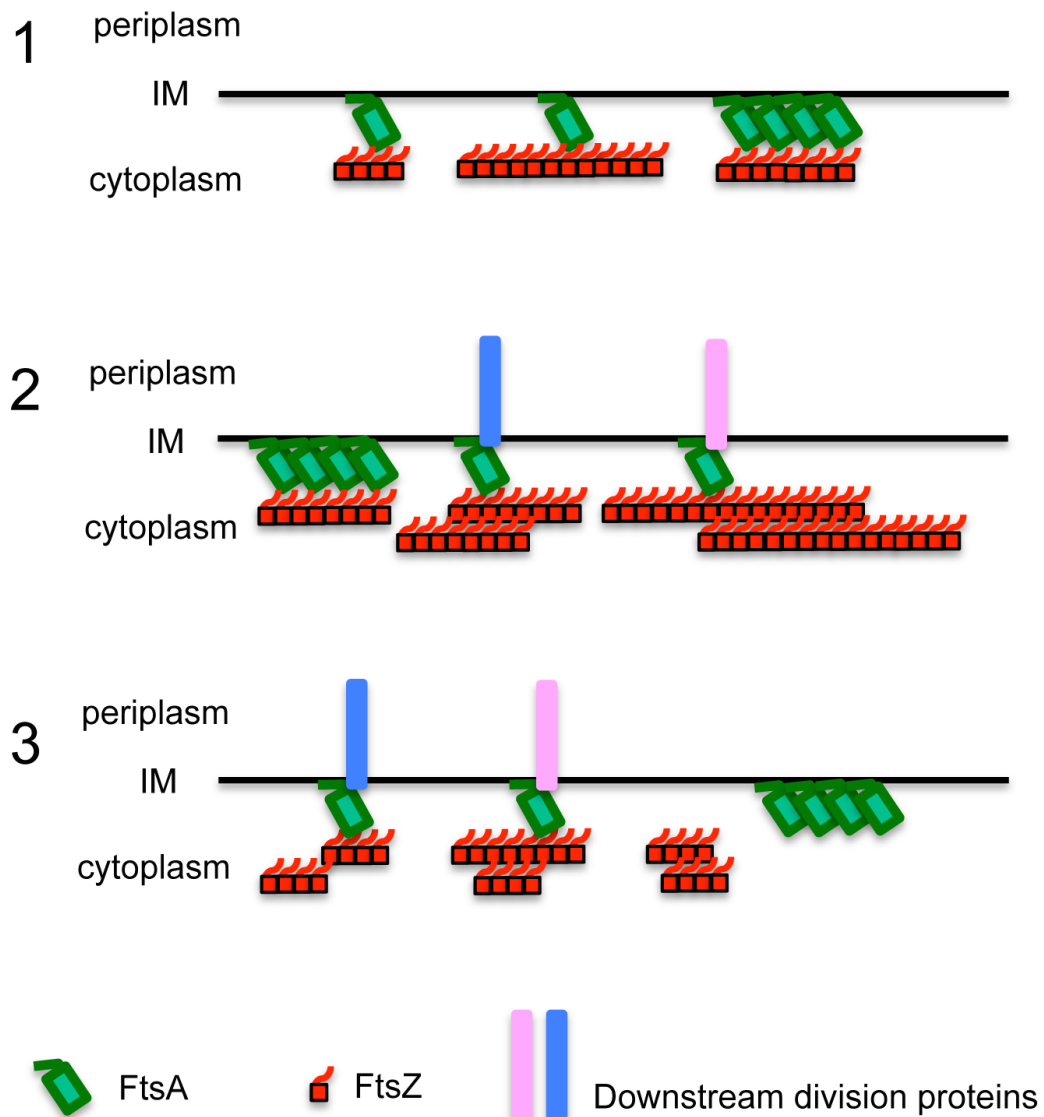 1
periplasm
IM
cytoplasm
2
periplasm
IM
cytoplasm
3
periplasm
IM
cytoplasm
FtsA
FtsZ
Downstream division proteins